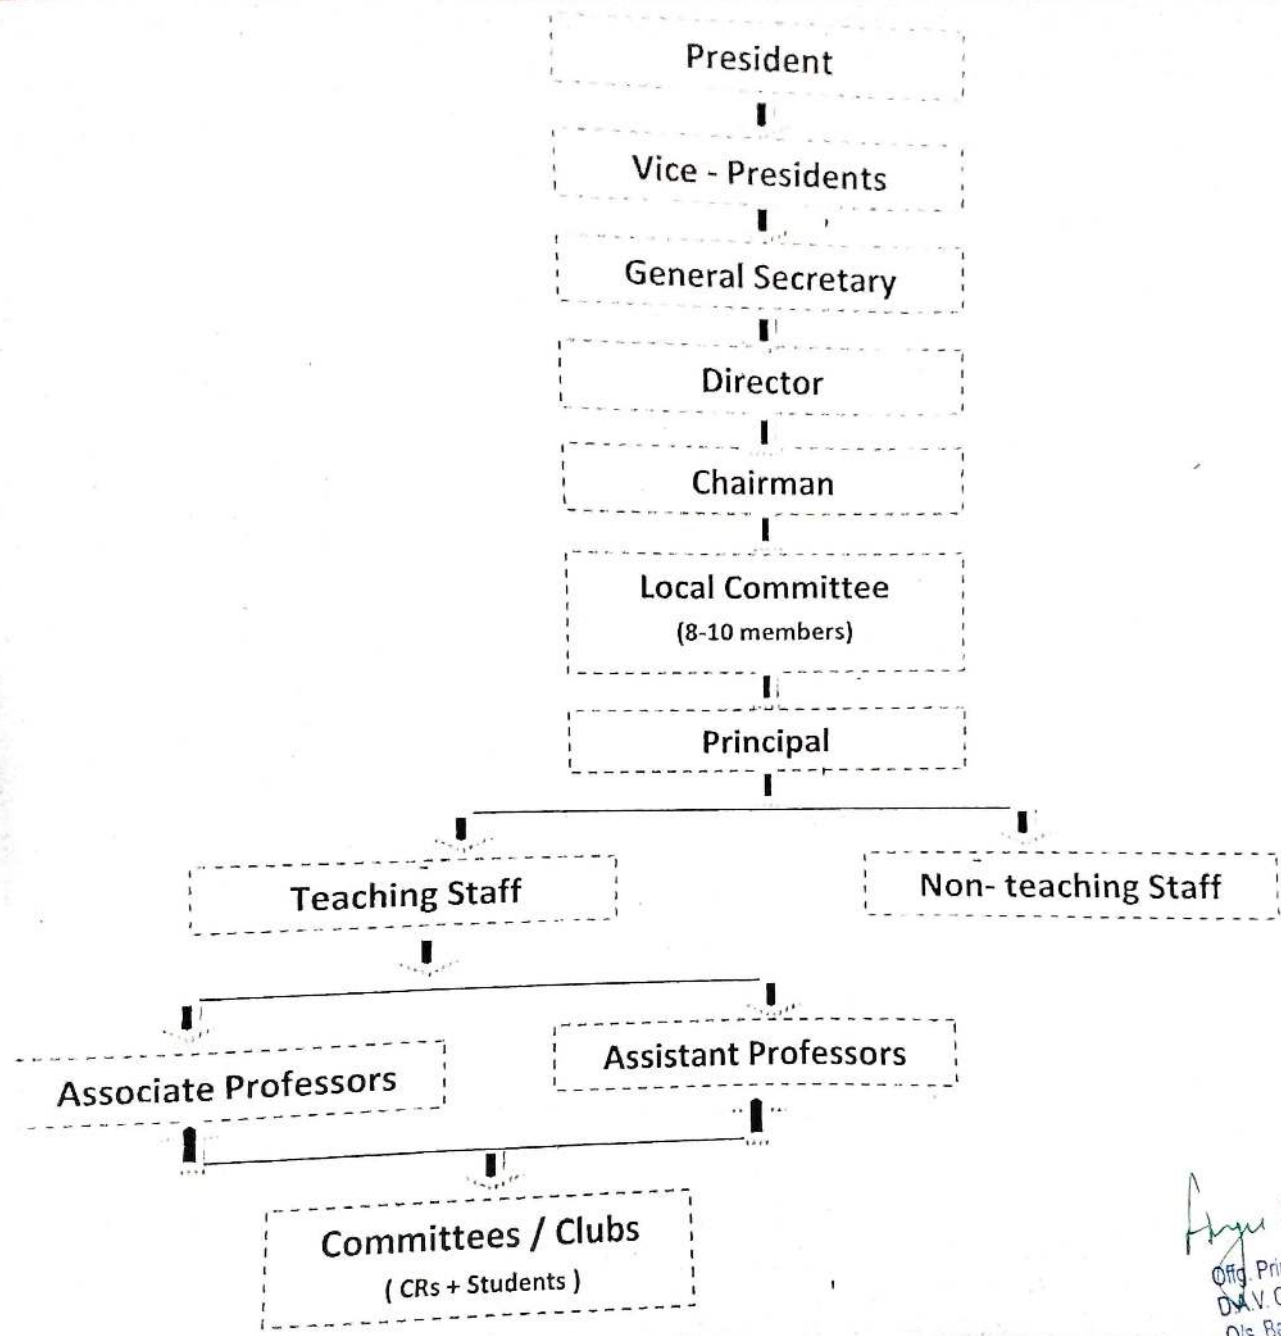 President
Vice - Presidents
General Secretary
Director
Chairman
Local Committee
(8-10 members)
Principal
Teaching Staff
Non- teaching Staff
Associate Professors
Assistant Professors
Committees / Clubs
( CRs + Students )
Offg.
D.A.V.